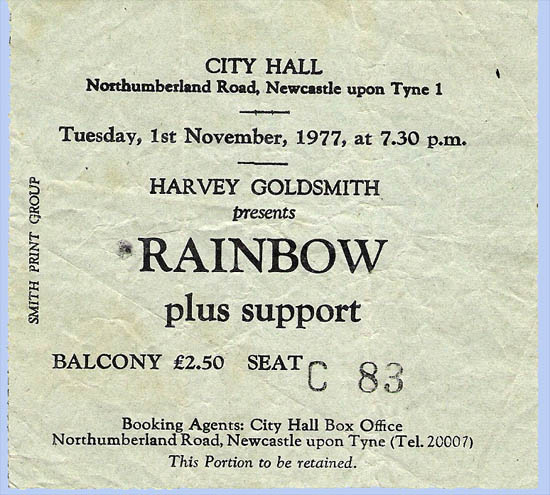 CITY HALL
Northumberland Road, Newcastle upon Tyne 1
Tuesday, 1st November, 1977, at 7.30 p.m.
HARVEY GOLDSMITH
presents
RAINBOW
plus support
BALCONY £2.50 SEAT C 83
Booking Agents: City Hall Box Office
Northumberland Road, Newcastle upon Tyne (Tel. 20007)
This Portion to be retained.
SMITH PRINT GROUP